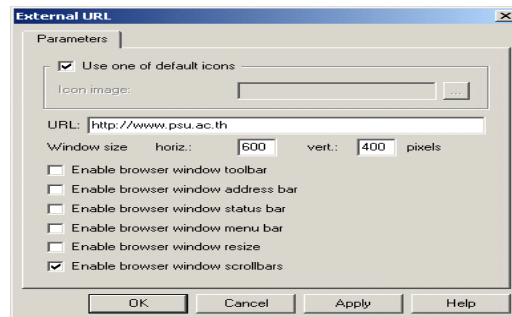 External URL
Parameters
Use one of default icons
Icon image:
...
URL: http://www.psu.ac.th
Window size horiz.: 600 vert.: 400 pixels
Enable browser window toolbar
Enable browser window address bar
Enable browser window status bar
Enable browser window menu bar
Enable browser window resize
Enable browser window scrollbars
OK Cancel Apply Help